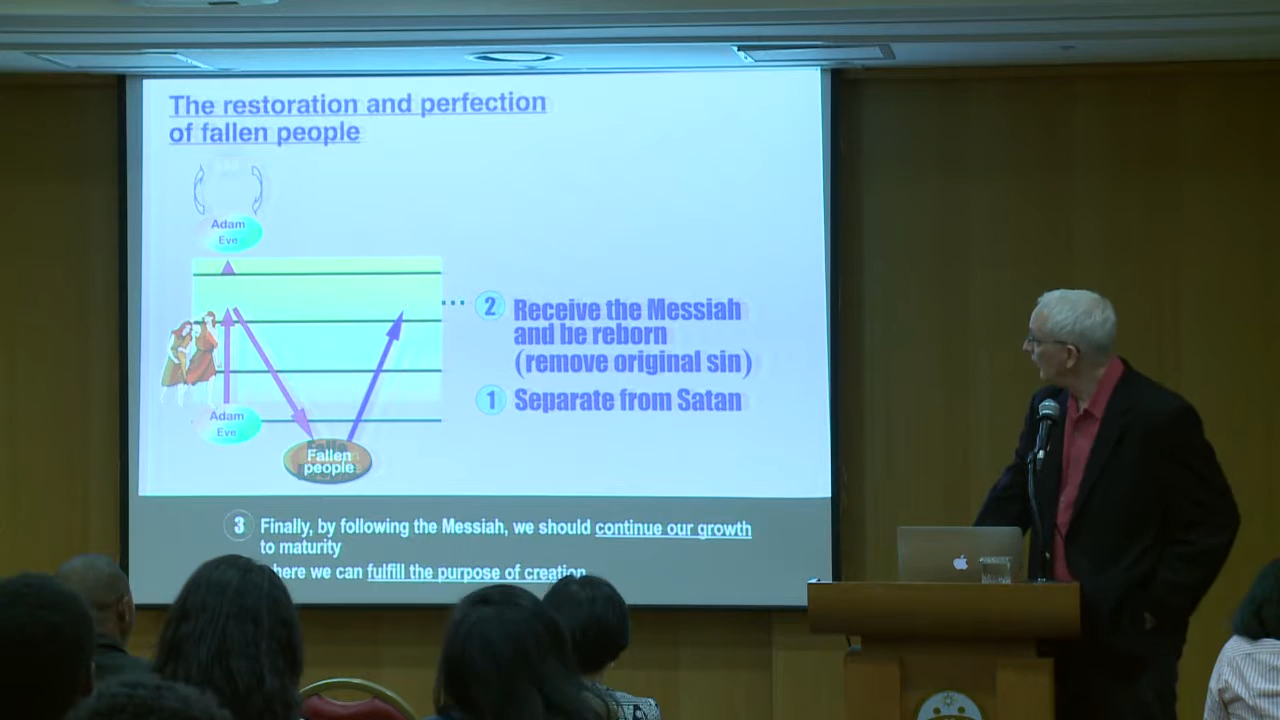 The restoration and perfection
of fallen people
Adam
Eve
2 Receive the Messiah
and be reborn
(remove original sin)
1 Separate from Satan
Adam
Eve
Fallen
people
3 Finally, by following the Messiah, we should continue our growth
to maturity
here we can fulfill the purpose of creation